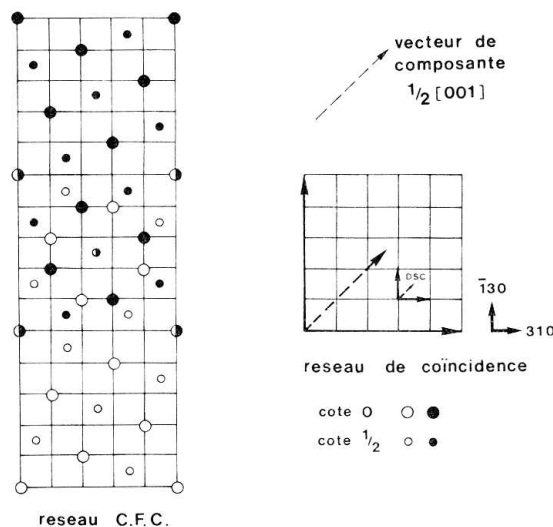 vecteur de
composante
1/2 [001]
DSC
1̄30
310
reseau de coïncidence
cote 0
cote 1/2
reseau C.F.C.